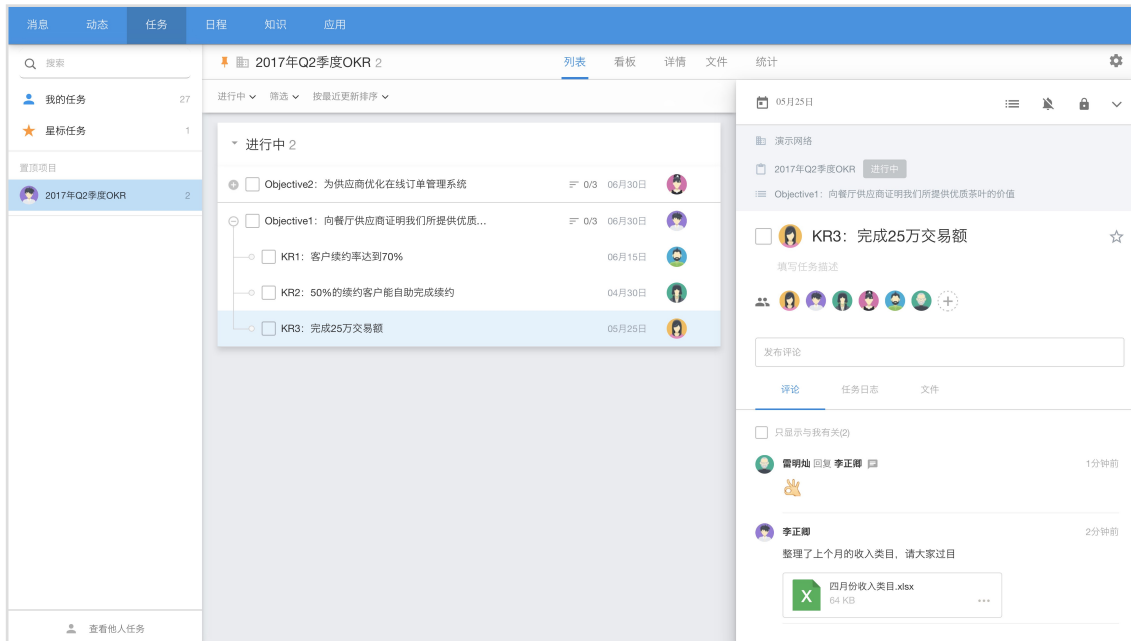 消息 动态 任务 日程 知识 应用
搜索
我的任务 27
星标任务 1
置顶项目
2017年Q2季度OKR 2
查看他人任务
2017年Q2季度OKR 2
列表 看板 详情 文件 统计
进行中 筛选 按最近更新排序
进行中 2
Objective2：为供应商优化在线订单管理系统 0/3 06月30日
Objective1：向餐厅供应商证明我们所提供优质... 0/3 06月30日
KR1：客户续约率达到70% 06月15日
KR2：50%的续约客户能自助完成续约 04月30日
KR3：完成25万交易额 05月25日
05月25日
演示网络
2017年Q2季度OKR 进行中
Objective1：向餐厅供应商证明我们所提供优质茶叶的价值
KR3：完成25万交易额
填写任务描述
发布评论
评论 任务日志 文件
只显示与我有关(2)
雷明灿 回复 李正卿 1分钟前
李正卿 2分钟前
整理了上个月的收入类目，请大家过目
X
四月份收入类目.xlsx
64 KB